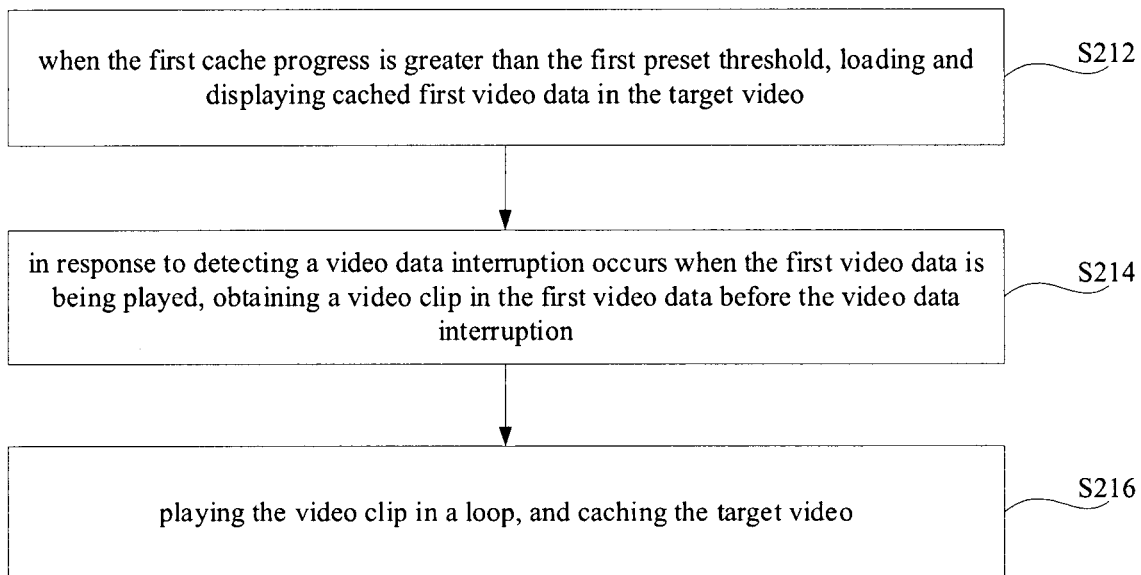 when the first cache progress is greater than the first preset threshold, loading and
displaying cached first video data in the target video
S212
in response to detecting a video data interruption occurs when the first video data is
being played, obtaining a video clip in the first video data before the video data
interruption
S214
playing the video clip in a loop, and caching the target video
S216